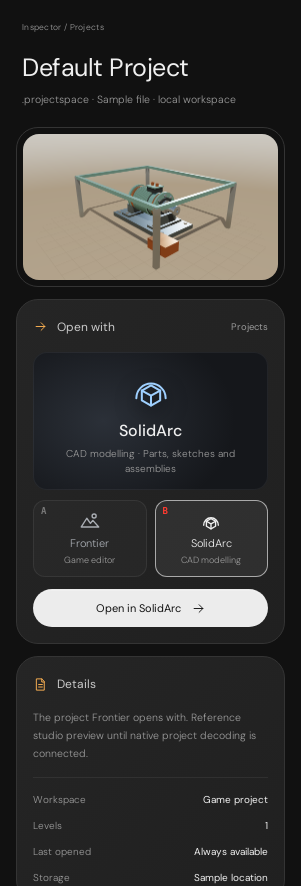 Inspector / Projects
Default Project
.projectspace · Sample file · local workspace
Open with
Projects
SolidArc
CAD modelling · Parts, sketches and
assemblies
A
B
Frontier
SolidArc
Game editor
CAD modelling
Open in SolidArc
Details
The project Frontier opens with. Reference
studio preview until native project decoding is
connected.
Workspace
Game project
Levels
1
Last opened
Always available
Storage
Sample location